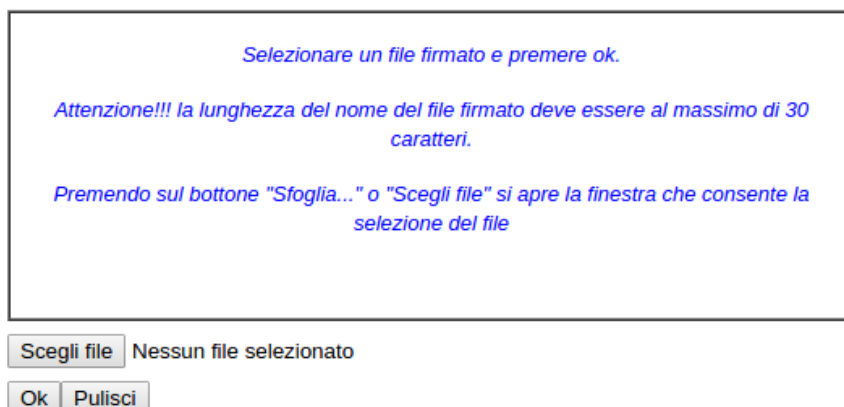 Selezionare un file firmato e premere ok.
Attenzione!!! la lunghezza del nome del file firmato deve essere al massimo di 30
caratteri.
Premendo sul bottone "Sfoglia..." o "Scegli file" si apre la finestra che consente la
selezione del file
Scegli file Nessun file selezionato
Ok Pulisci